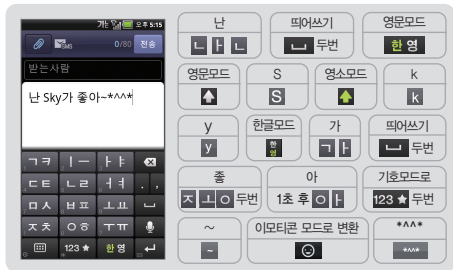 가 오후 5:15
SMS 0/80 전송
받는사람
난 Sky가 좋아~*^^*
ㄱㅋ ㅣㅡ ㅏㅑ
ㄷㅌ ㄴㄹ ㅓㅕ . ,
ㅁㅅ ㅂㅍ ㅗㅛ
ㅈㅊ ㅇㅎ ㅜㅠ
123 ★ 한영
난 띄어쓰기 영문모드
ㄴ ㅏ ㄴ 두번 한영
영문모드 S 영소모드 k
S k
y 한글모드 가 띄어쓰기
y 한영 ㄱ ㅏ 두번
좋 아 기호모드로
ㅈ ㅗ ㅇ 두번 1초 후 ㅇ ㅏ 123 ★ 두번
~ 이모티콘 모드로 변환 *^^*
~ *^^*